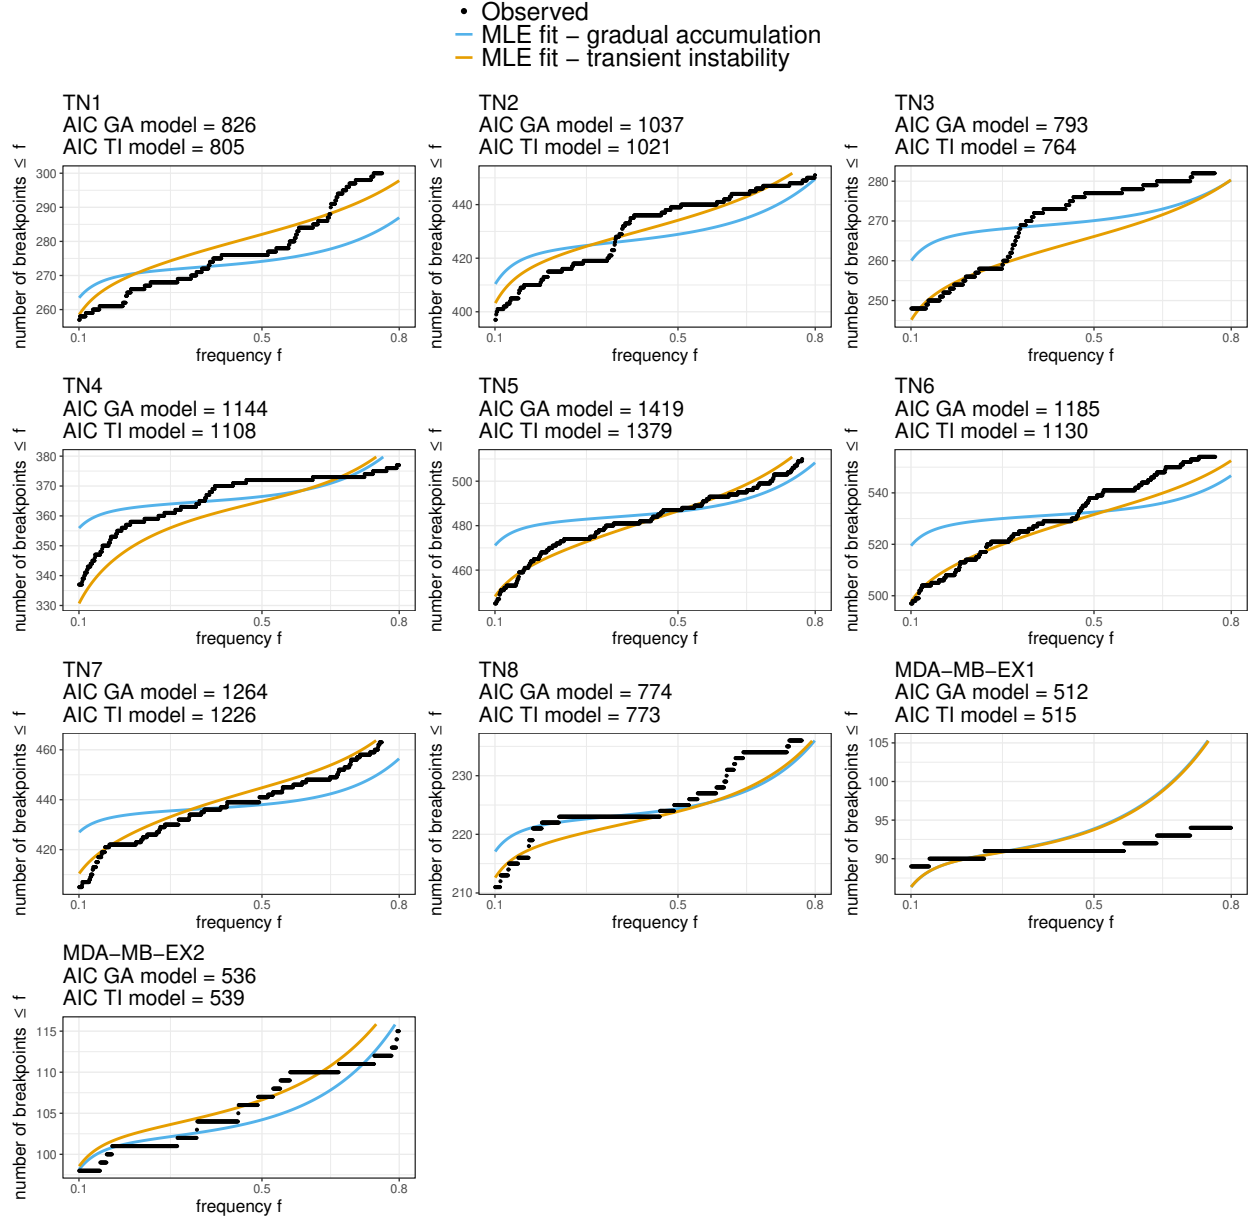 Observed
MLE fit − gradual accumulation
MLE fit − transient instability
TN1
AIC GA model = 826
AIC TI model = 805
number of breakpoints ≤ f
300
290
280
270
260
0.1
0.5
0.8
frequency f
TN2
AIC GA model = 1037
AIC TI model = 1021
number of breakpoints ≤ f
440
420
400
0.1
0.5
0.8
frequency f
TN3
AIC GA model = 793
AIC TI model = 764
number of breakpoints ≤ f
280
270
260
250
0.1
0.5
0.8
frequency f
TN4
AIC GA model = 1144
AIC TI model = 1108
number of breakpoints ≤ f
380
370
360
350
340
330
0.1
0.5
0.8
frequency f
TN5
AIC GA model = 1419
AIC TI model = 1379
number of breakpoints ≤ f
500
480
460
0.1
0.5
0.8
frequency f
TN6
AIC GA model = 1185
AIC TI model = 1130
number of breakpoints ≤ f
540
520
500
0.1
0.5
0.8
frequency f
TN7
AIC GA model = 1264
AIC TI model = 1226
number of breakpoints ≤ f
460
440
420
0.1
0.5
0.8
frequency f
TN8
AIC GA model = 774
AIC TI model = 773
number of breakpoints ≤ f
230
220
210
0.1
0.5
0.8
frequency f
MDA−MB−EX1
AIC GA model = 512
AIC TI model = 515
number of breakpoints ≤ f
105
100
95
90
0.1
0.5
0.8
frequency f
MDA−MB−EX2
AIC GA model = 536
AIC TI model = 539
number of breakpoints ≤ f
115
110
105
100
0.1
0.5
0.8
frequency f